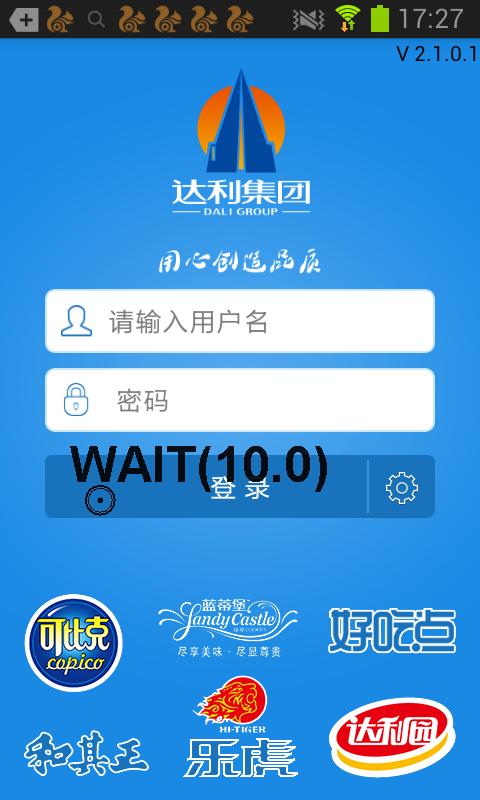 17:27
V 2.1.0.1
达利集团
DALI GROUP
用心创造品质
请输入用户名
密码
WAIT(10.0)
登录
可比克
copico
蓝蒂堡
Landy Castle
尽享美味·尽显尊贵
好吃点
和其正
HI-TIGER
乐虎
达利园